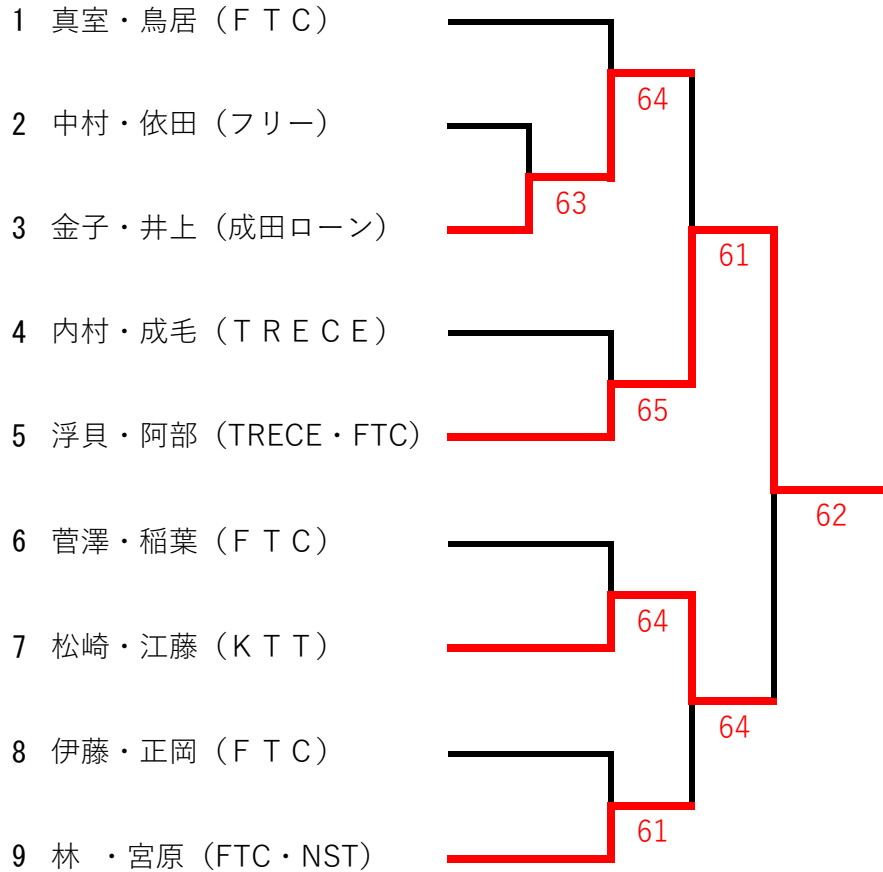 1 真室・鳥居（ＦＴＣ）
64
2 中村・依田（フリー）
63
3 金子・井上（成田ローン）
61
4 内村・成毛（ＴＲＥＣＥ）
65
5 浮貝・阿部（TRECE・FTC）
62
6 菅澤・稲葉（ＦＴＣ）
64
7 松崎・江藤（ＫＴＴ）
64
8 伊藤・正岡（ＦＴＣ）
61
9 林　・宮原（FTC・NST）